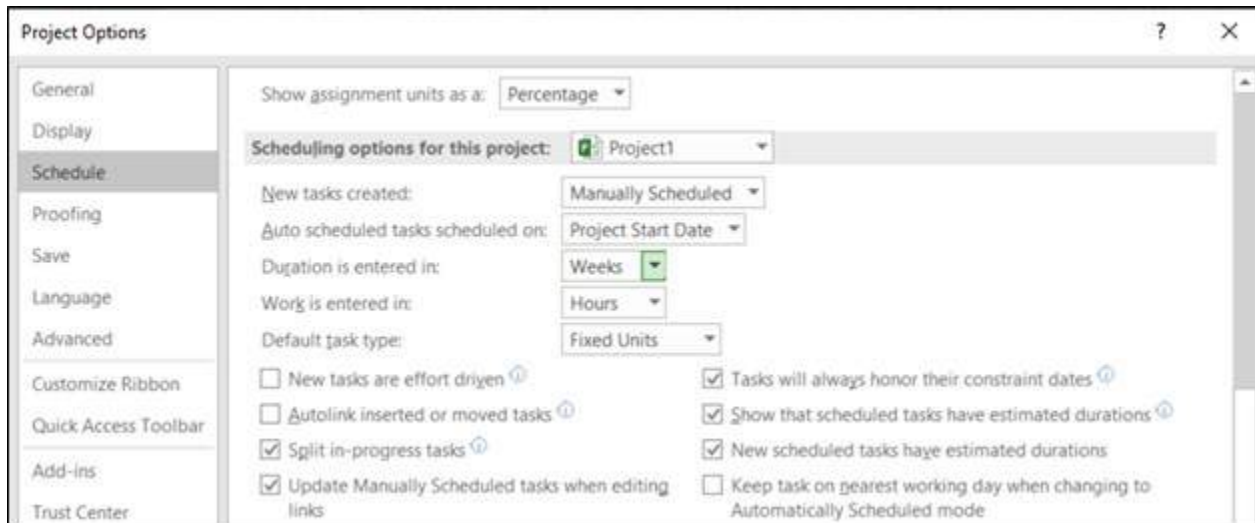 Project Options
?
General
Display
Schedule
Proofing
Save
Language
Advanced
Customize Ribbon
Quick Access Toolbar
Add-ins
Trust Center
Show assignment units as a: Percentage
Scheduling options for this project: Project1
New tasks created: Manually Scheduled
Auto scheduled tasks scheduled on: Project Start Date
Duration is entered in: Weeks
Work is entered in: Hours
Default task type: Fixed Units
New tasks are effort driven
Autolink inserted or moved tasks
Split in-progress tasks
Update Manually Scheduled tasks when editing
links
Tasks will always honor their constraint dates
Show that scheduled tasks have estimated durations
New scheduled tasks have estimated durations
Keep task on nearest working day when changing to
Automatically Scheduled mode